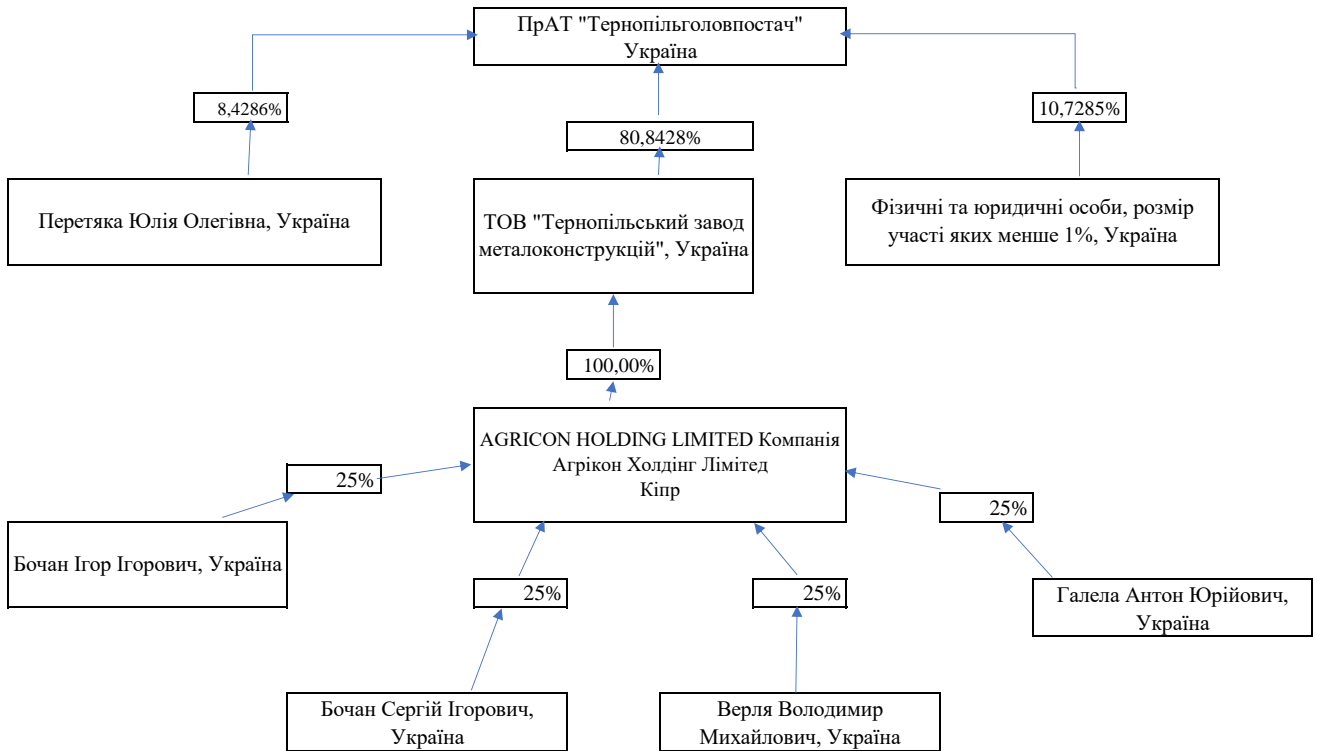 ПрАТ "Тернопільголовпостач"
Україна
8,4286%
80,8428%
10,7285%
Перетяка Юлія Олегівна, Україна
ТОВ "Тернопільський завод
металоконструкцій", Україна
Фізичні та юридичні особи, розмір
участі яких менше 1%, Україна
100,00%
AGRICON HOLDING LIMITED Компанія
Агрікон Холдінг Лімітед
Кіпр
25%
25%
Бочан Ігор Ігорович, Україна
25%
25%
Галела Антон Юрійович,
Україна
Бочан Сергій Ігорович,
Україна
Верля Володимир
Михайлович, Україна